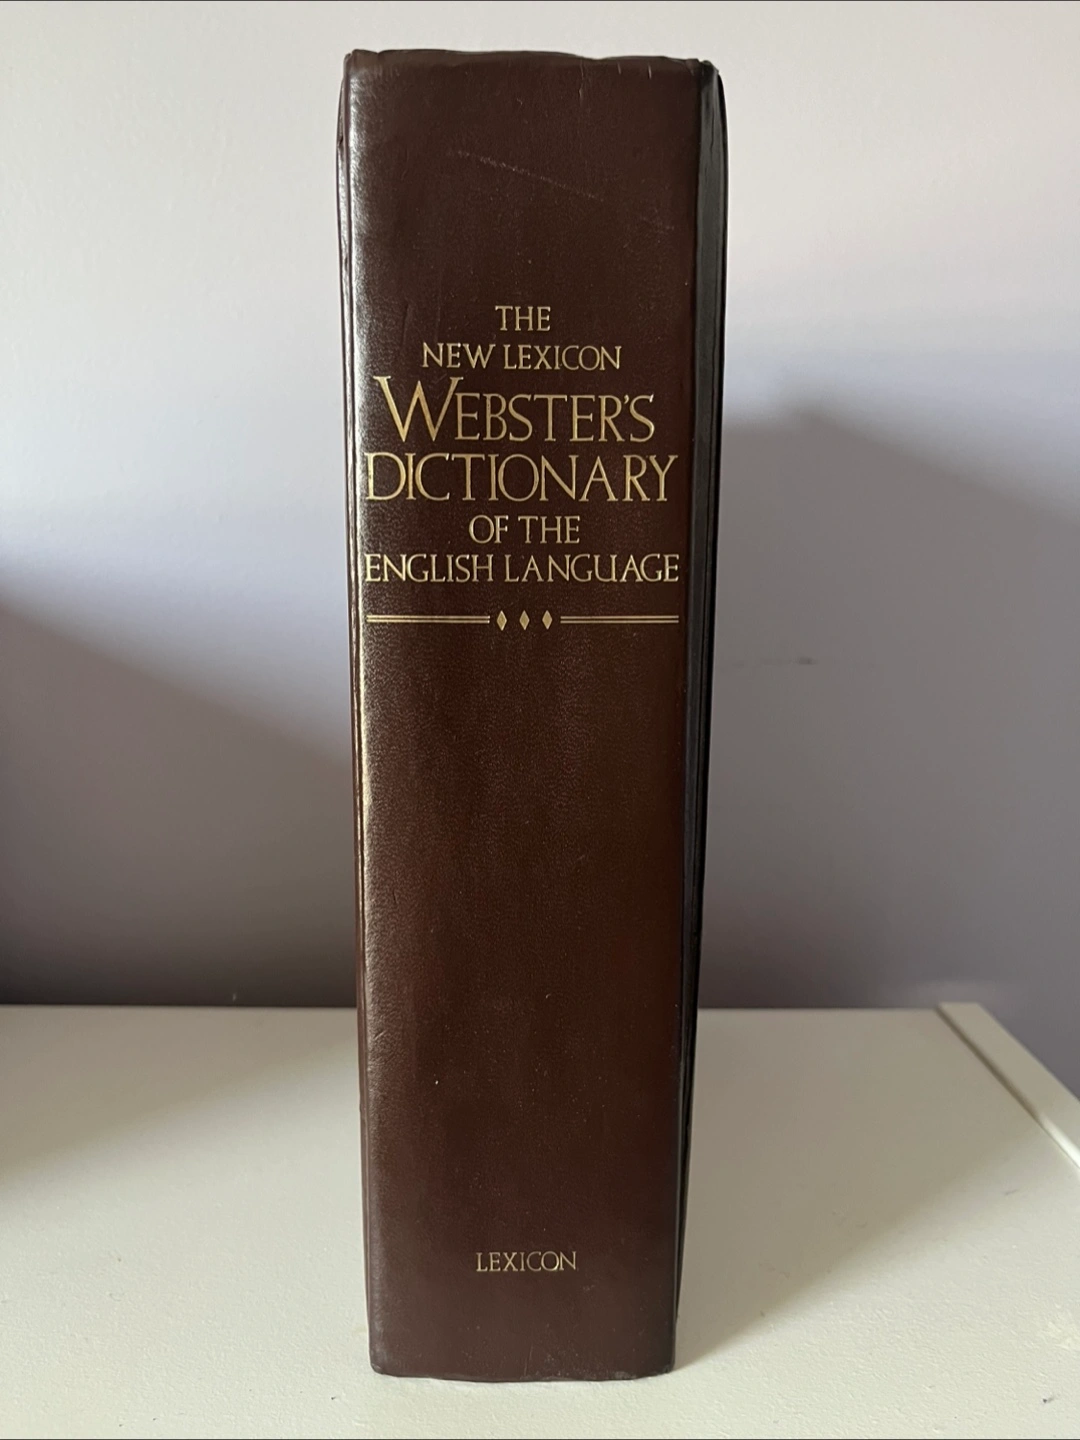 THE
NEW LEXICON
WEBSTER'S
DICTIONARY
OF THE
ENGLISH LANGUAGE
LEXICON